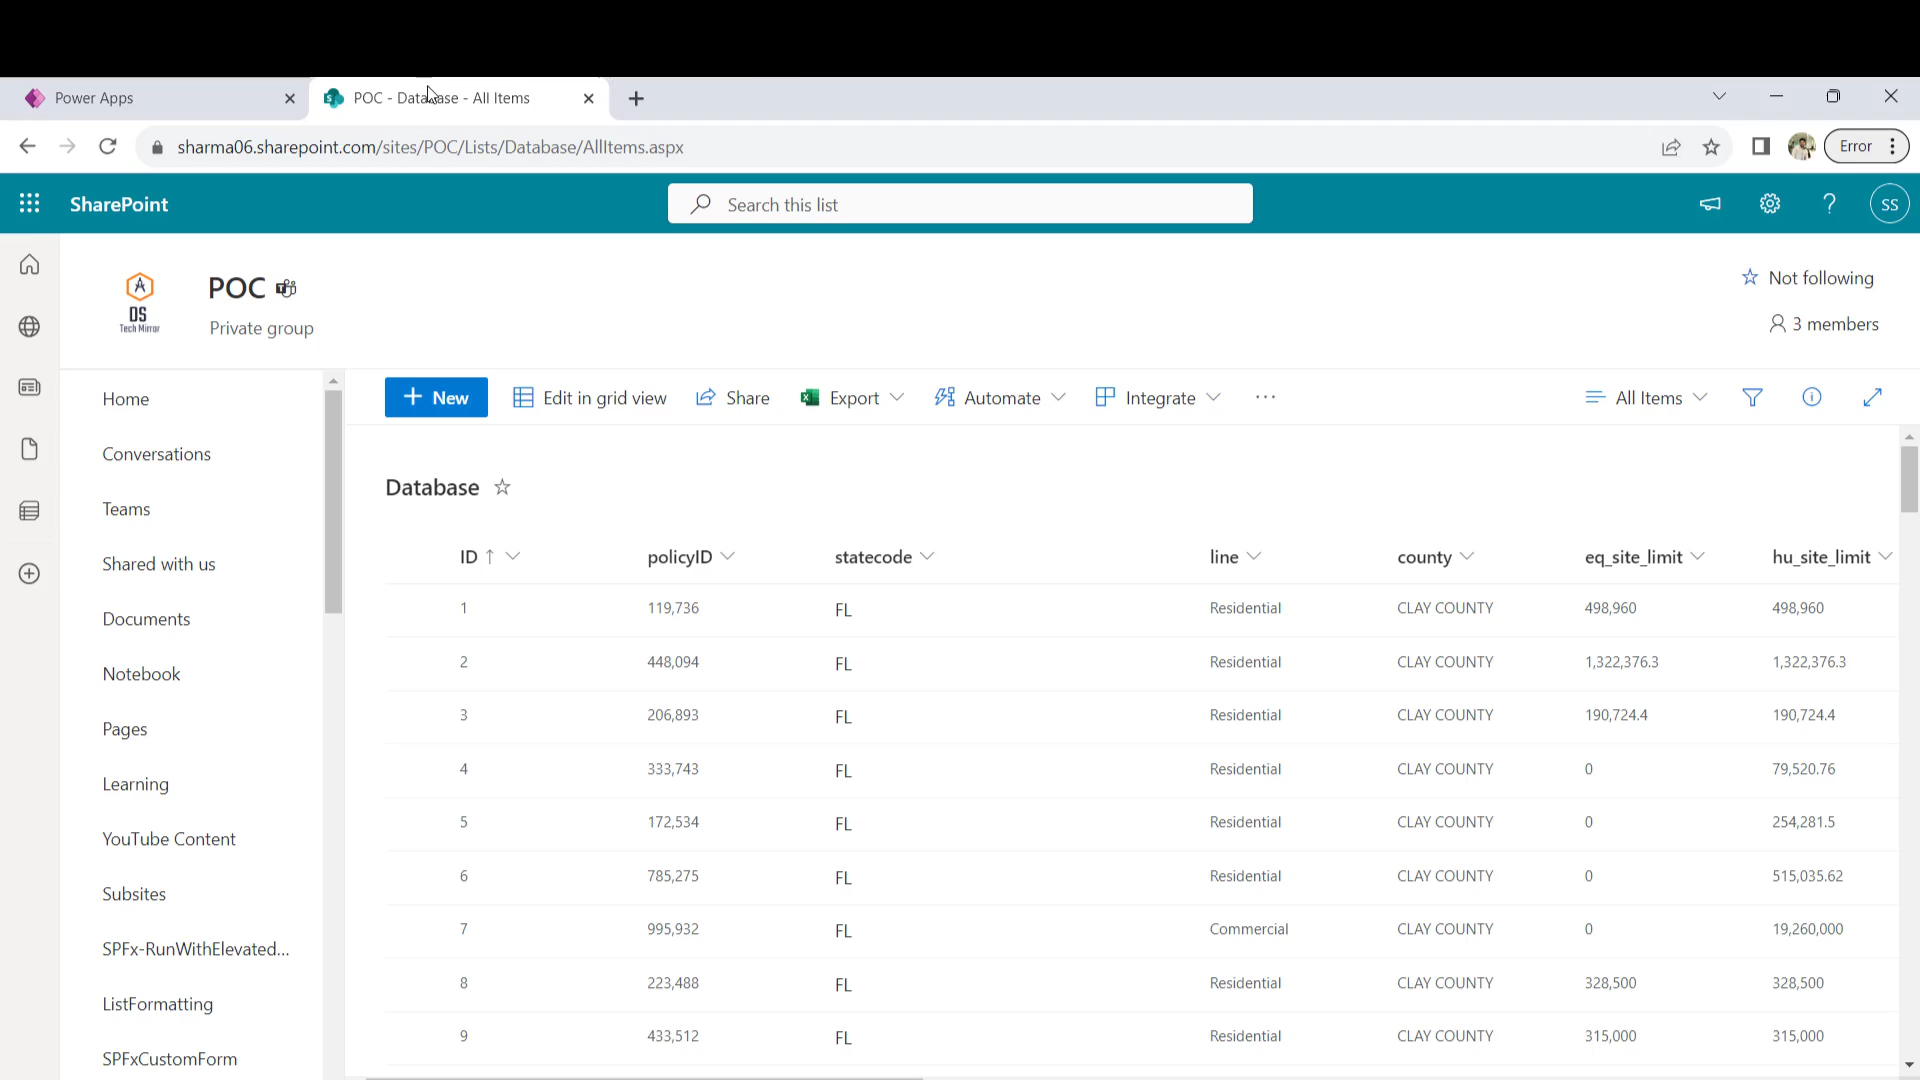 Power Apps
POC - Database - All Items
sharma06.sharepoint.com/sites/POC/Lists/Database/AllItems.aspx
Error
SharePoint
Search this list
SS
DS
Tech Mirror
POC
Private group
Not following
3 members
Home
Conversations
Teams
Shared with us
Documents
Notebook
Pages
Learning
YouTube Content
Subsites
SPFx-RunWithElevated...
ListFormatting
SPFxCustomForm
New
Edit in grid view
Share
Export
Automate
Integrate
All Items
Database
ID policyID statecode line county eq_site_limit hu_site_limit
1 119,736 FL Residential CLAY COUNTY 498,960 498,960
2 448,094 FL Residential CLAY COUNTY 1,322,376.3 1,322,376.3
3 206,893 FL Residential CLAY COUNTY 190,724.4 190,724.4
4 333,743 FL Residential CLAY COUNTY 0 79,520.76
5 172,534 FL Residential CLAY COUNTY 0 254,281.5
6 785,275 FL Residential CLAY COUNTY 0 515,035.62
7 995,932 FL Commercial CLAY COUNTY 0 19,260,000
8 223,488 FL Residential CLAY COUNTY 328,500 328,500
9 433,512 FL Residential CLAY COUNTY 315,000 315,000